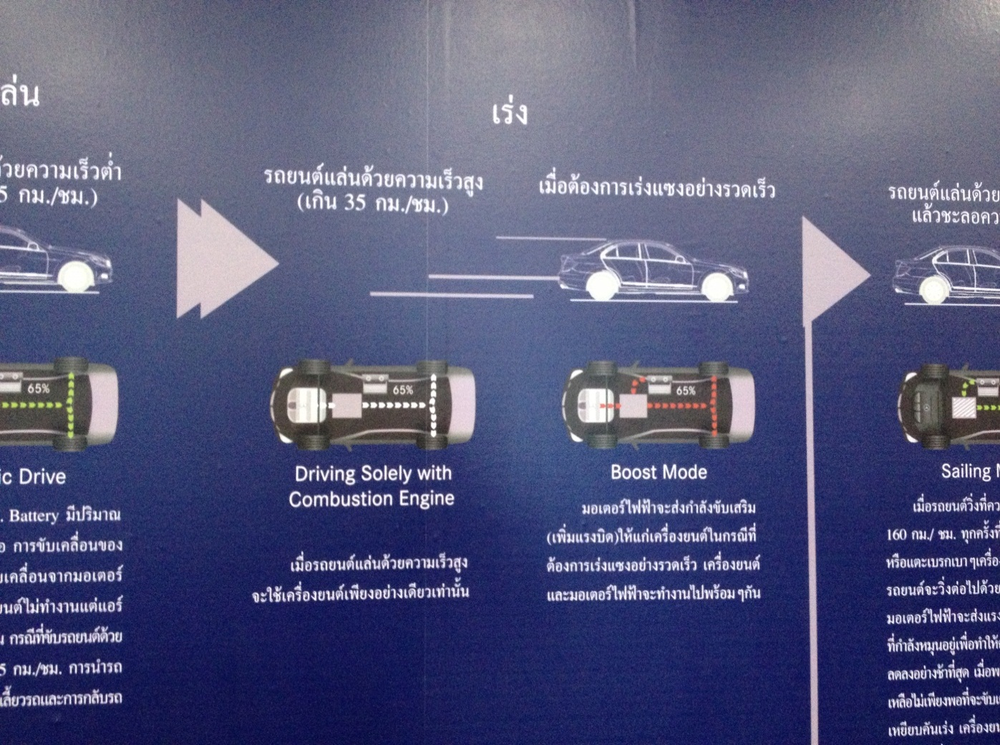 ล่น
เร่ง
ด้วยความเร็วต่ำ
5 กม./ชม.)
รถยนต์แล่นด้วยความเร็วสูง
(เกิน 35 กม./ชม.)
เมื่อต้องการเร่งแซงอย่างรวดเร็ว
รถยนต์แล่นด้วย
แล้วชะลอคว
65%
65%
65%
ic Drive
. Battery มีปริมาณ
อ การขับเคลื่อนของ
บเคลื่อนจากมอเตอร์
ยนต์ไม่ทำงานแต่แอร์
น กรณีที่ขับรถยนต์ด้วย
5 กม./ชม. การนำรถ
เลี้ยวรถและการกลับรถ
Driving Solely with
Combustion Engine
เมื่อรถยนต์แล่นด้วยความเร็วสูง
จะใช้เครื่องยนต์เพียงอย่างเดียวเท่านั้น
Boost Mode
มอเตอร์ไฟฟ้าจะส่งกำลังขับเสริม
(เพิ่มแรงบิด)ให้แก่เครื่องยนต์ในกรณีที่
ต้องการเร่งแซงอย่างรวดเร็ว เครื่องยนต์
และมอเตอร์ไฟฟ้าจะทำงานไปพร้อมๆกัน
Sailing M
เมื่อรถยนต์วิ่งที่คว
160 กม./ ชม. ทุกครั้งที่
หรือแตะเบรกเบาๆเครื่อง
รถยนต์จะวิ่งต่อไปด้วย
มอเตอร์ไฟฟ้าจะส่งแรง
ที่กำลังหมุนอยู่เพื่อทำให้
ลดลงอย่างช้าที่สุด เมื่อพ
เหลือไม่เพียงพอที่จะขับ
เหยียบคันเร่ง เครื่องยน